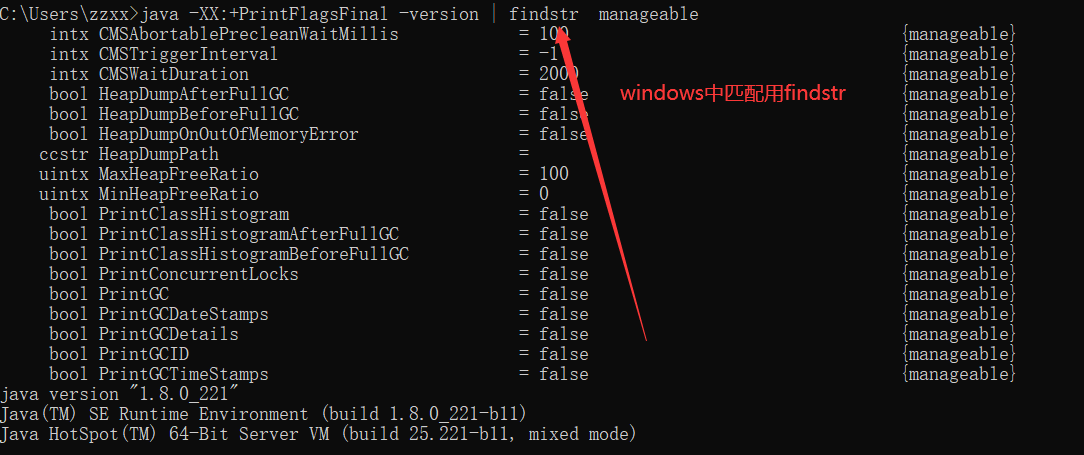 C:\Users\zzxx>java -XX:+PrintFlagsFinal -version | findstr  manageable
intx CMSAbortablePrecleanWaitMillis = 100 {manageable}
intx CMSTriggerInterval = -1 {manageable}
intx CMSWaitDuration = 2000 {manageable}
bool HeapDumpAfterFullGC = false {manageable}
bool HeapDumpBeforeFullGC = false {manageable}
bool HeapDumpOnOutOfMemoryError = false {manageable}
ccstr HeapDumpPath = {manageable}
uintx MaxHeapFreeRatio = 100 {manageable}
uintx MinHeapFreeRatio = 0 {manageable}
bool PrintClassHistogram = false {manageable}
bool PrintClassHistogramAfterFullGC = false {manageable}
bool PrintClassHistogramBeforeFullGC = false {manageable}
bool PrintConcurrentLocks = false {manageable}
bool PrintGC = false {manageable}
bool PrintGCDateStamps = false {manageable}
bool PrintGCDetails = false {manageable}
bool PrintGCID = false {manageable}
bool PrintGCTimeStamps = false {manageable}
java version "1.8.0_221"
Java(TM) SE Runtime Environment (build 1.8.0_221-b11)
Java HotSpot(TM) 64-Bit Server VM (build 25.221-b11, mixed mode)
windows中匹配用findstr